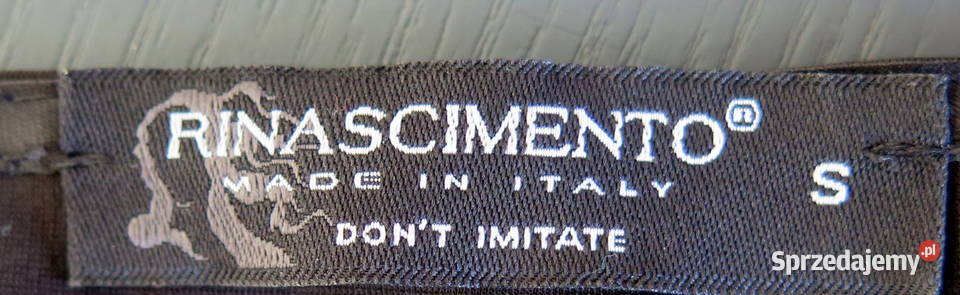 RINASCIMENTO®
MADE IN ITALY
S
DON'T IMITATE
Sprzedajemy.pl